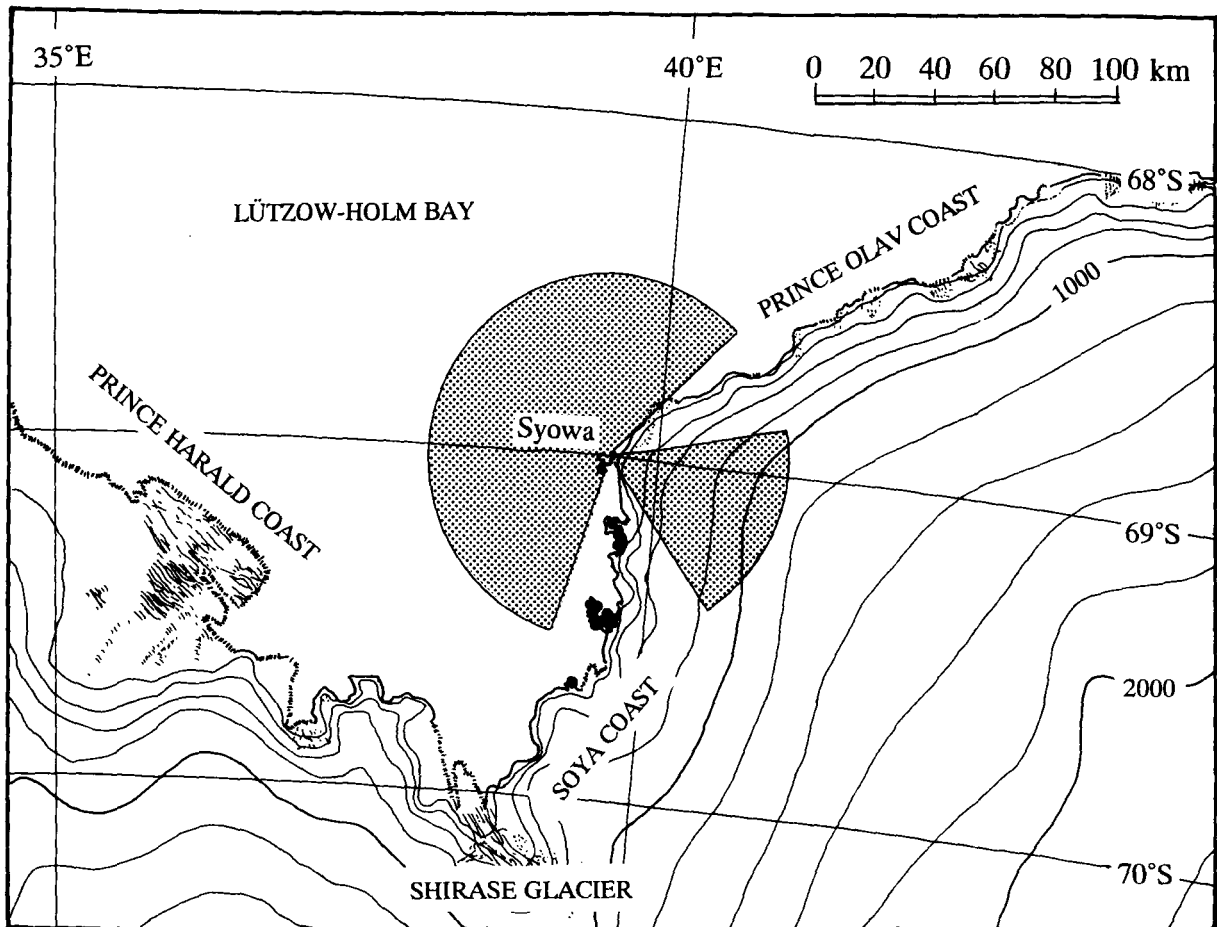 35°E
40°E
0 20 40 60 80 100 km
68°S
LÜTZOW-HOLM BAY
PRINCE OLAV COAST
1000
PRINCE HARALD COAST
Syowa
69°S
SOYA COAST
2000
70°S
SHIRASE GLACIER